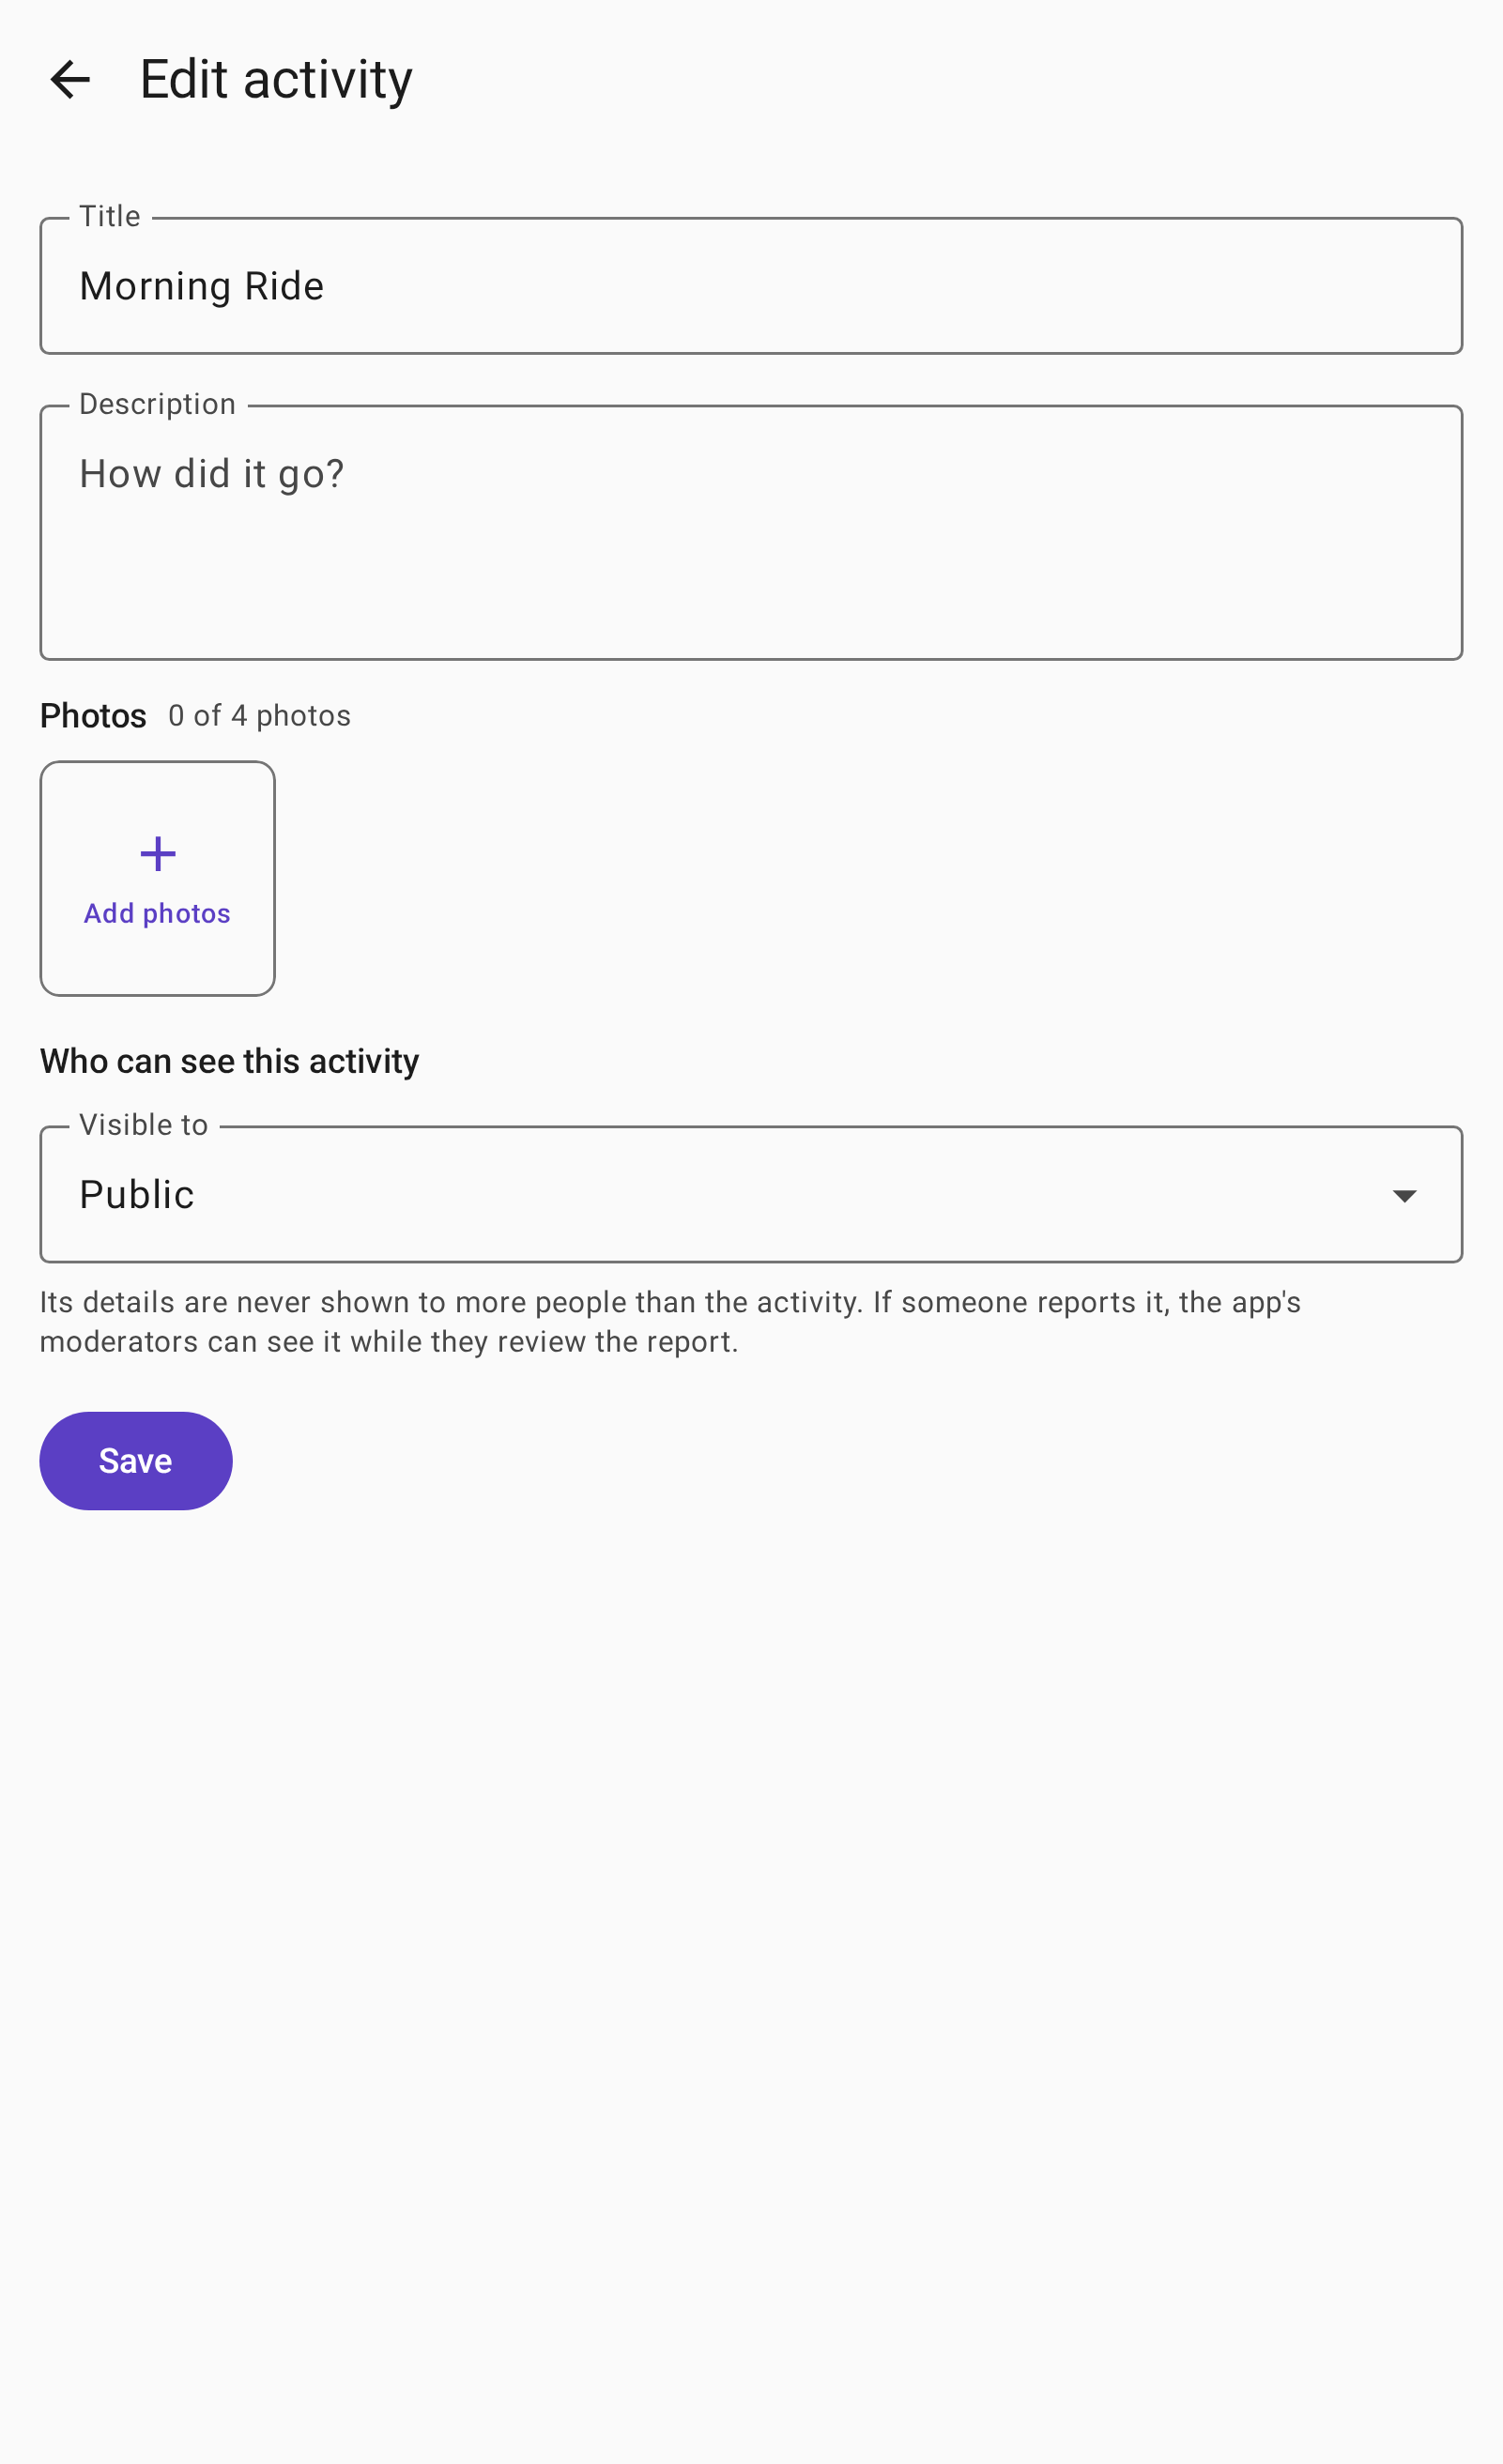 Edit activity
Title
Morning Ride
Description
How did it go?
Photos 0 of 4 photos
Add photos
Who can see this activity
Visible to
Public
Its details are never shown to more people than the activity. If someone reports it, the app's
moderators can see it while they review the report.
Save